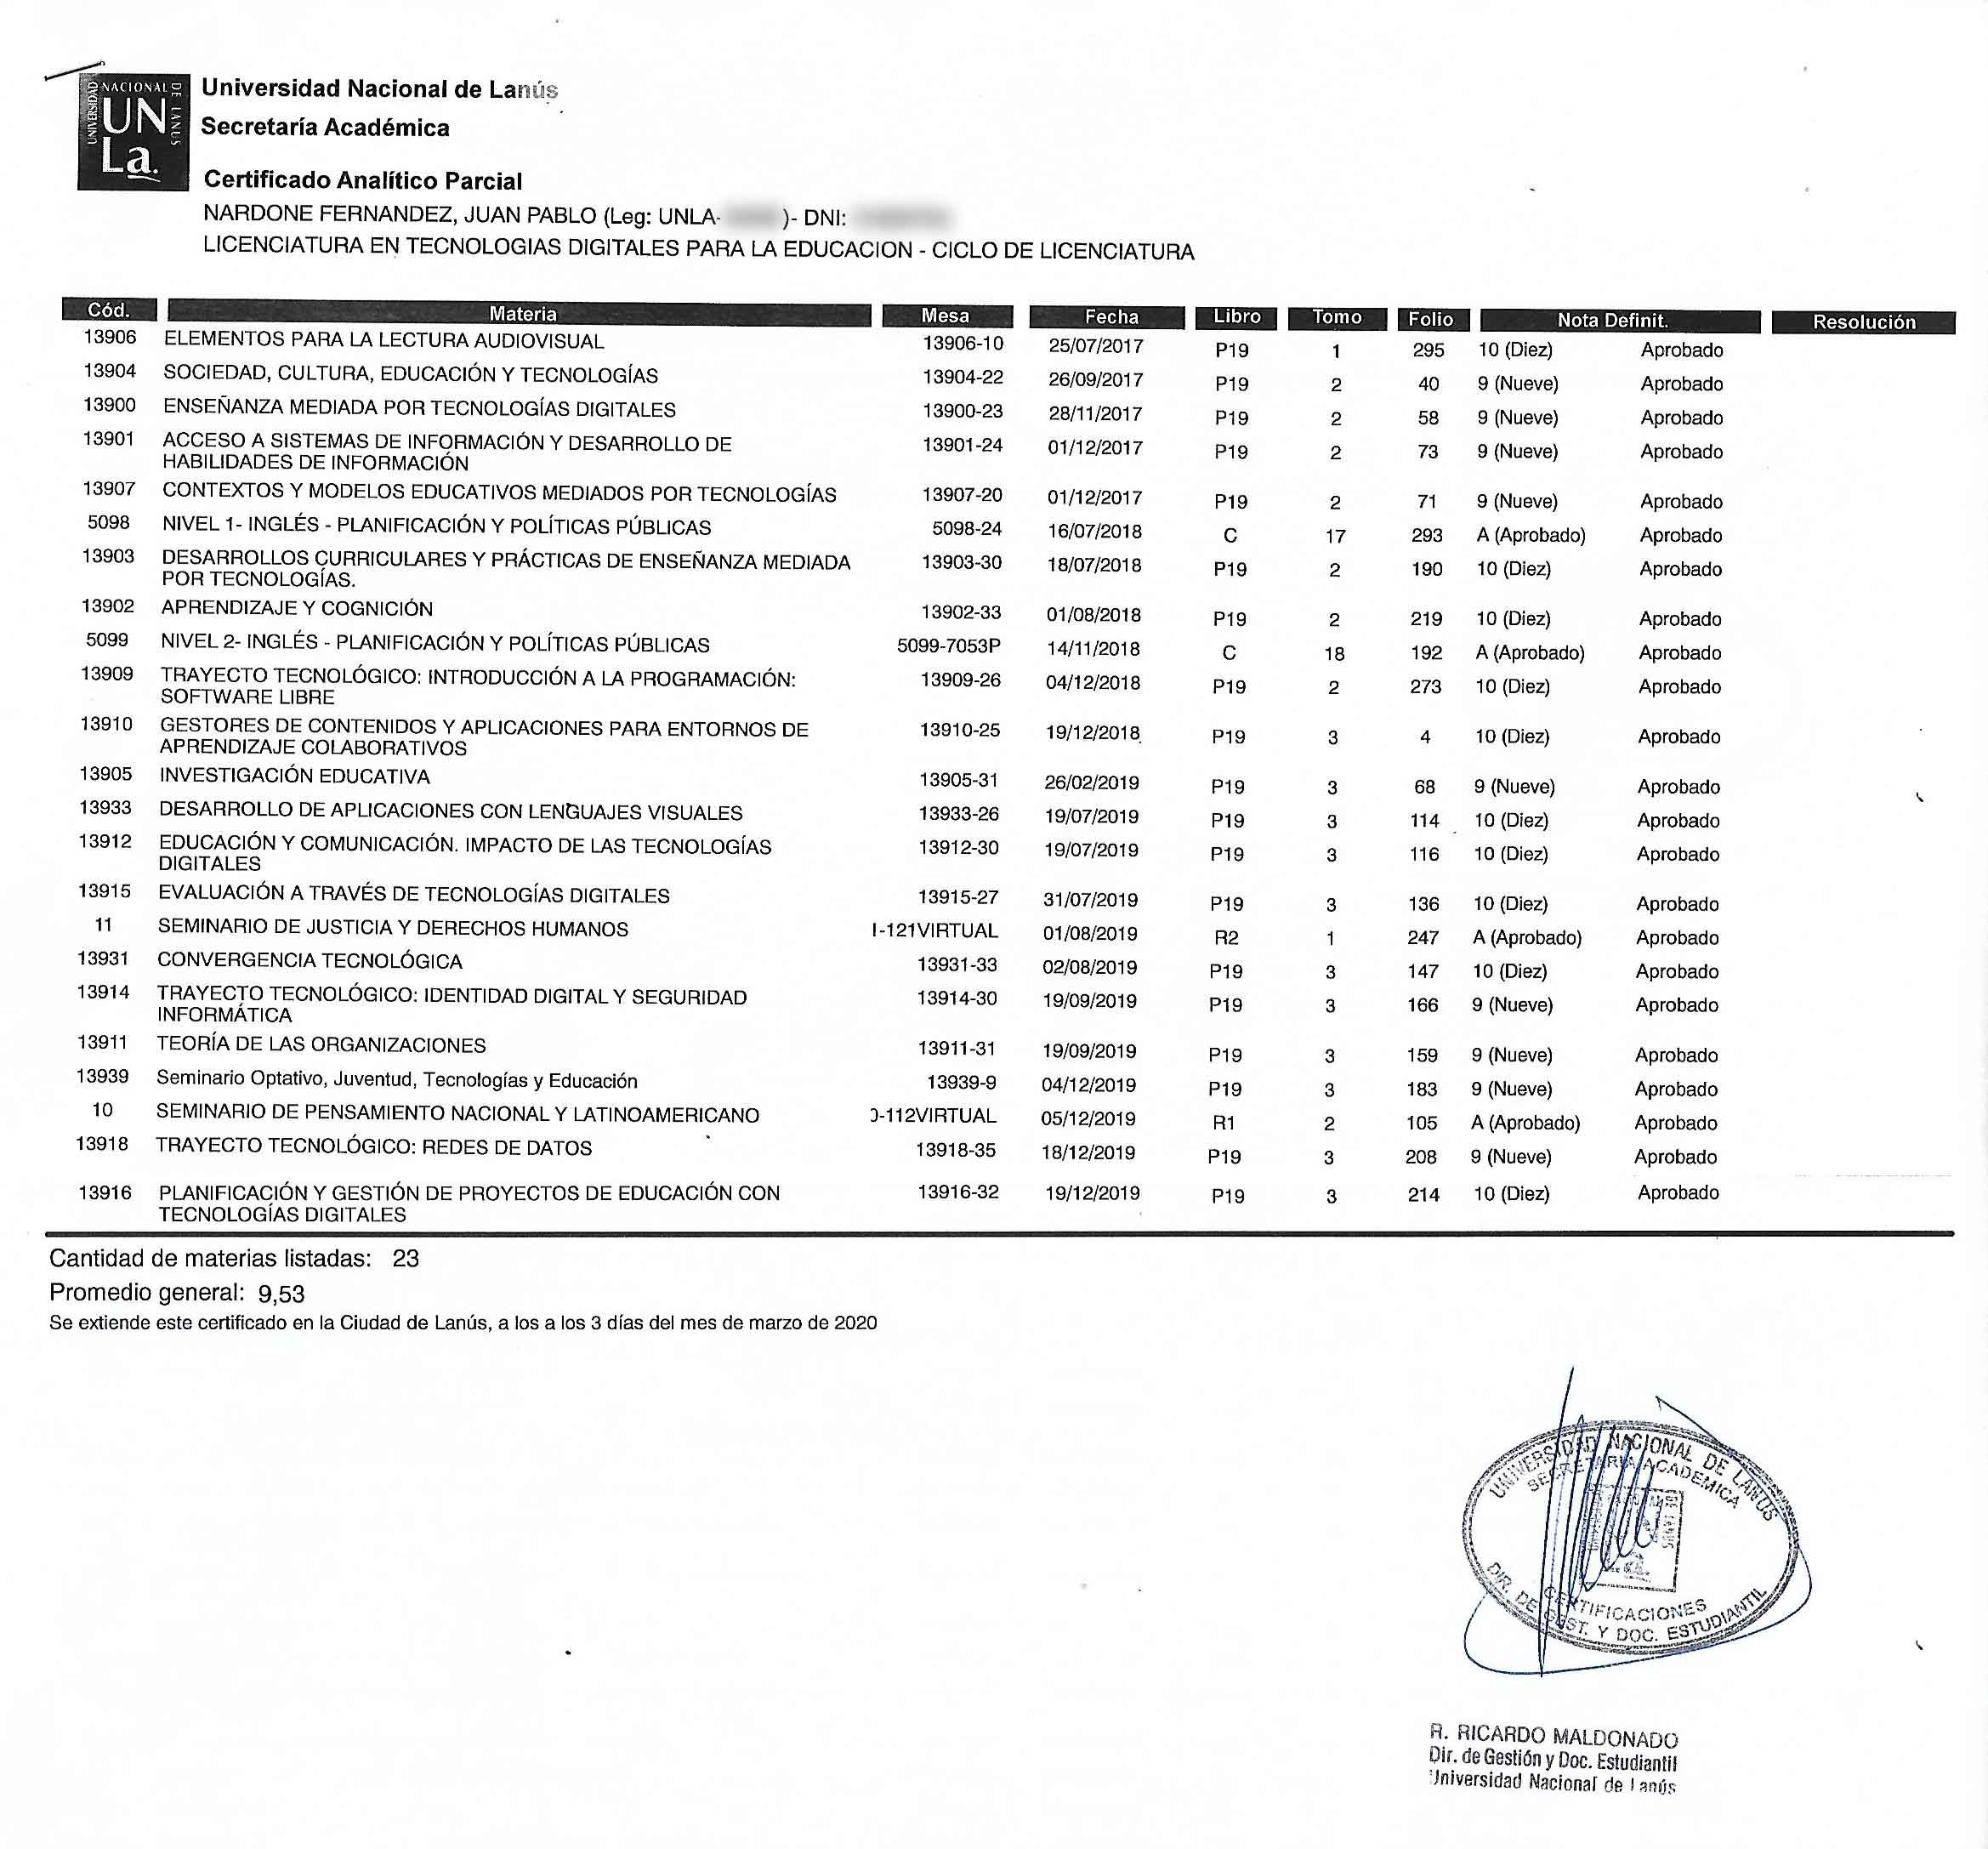 NACIONAL
UNIVERSIDAD
DE LANUS
UN
La.
Universidad Nacional de Lanús
Secretaría Académica
Certificado Analítico Parcial
NARDONE FERNANDEZ, JUAN PABLO (Leg: UNLA- )- DNI:
LICENCIATURA EN TECNOLOGIAS DIGITALES PARA LA EDUCACION - CICLO DE LICENCIATURA
Cód. Materia Mesa Fecha Libro Tomo Folio Nota Definit. Resolución
13906 ELEMENTOS PARA LA LECTURA AUDIOVISUAL 13906-10 25/07/2017 P19 1 295 10 (Diez) Aprobado
13904 SOCIEDAD, CULTURA, EDUCACIÓN Y TECNOLOGÍAS 13904-22 26/09/2017 P19 2 40 9 (Nueve) Aprobado
13900 ENSEÑANZA MEDIADA POR TECNOLOGÍAS DIGITALES 13900-23 28/11/2017 P19 2 58 9 (Nueve) Aprobado
13901 ACCESO A SISTEMAS DE INFORMACIÓN Y DESARROLLO DE 13901-24 01/12/2017 P19 2 73 9 (Nueve) Aprobado
HABILIDADES DE INFORMACIÓN
13907 CONTEXTOS Y MODELOS EDUCATIVOS MEDIADOS POR TECNOLOGÍAS 13907-20 01/12/2017 P19 2 71 9 (Nueve) Aprobado
5098 NIVEL 1- INGLÉS - PLANIFICACIÓN Y POLÍTICAS PÚBLICAS 5098-24 16/07/2018 C 17 293 A (Aprobado) Aprobado
13903 DESARROLLOS CURRICULARES Y PRÁCTICAS DE ENSEÑANZA MEDIADA 13903-30 18/07/2018 P19 2 190 10 (Diez) Aprobado
POR TECNOLOGÍAS.
13902 APRENDIZAJE Y COGNICIÓN 13902-33 01/08/2018 P19 2 219 10 (Diez) Aprobado
5099 NIVEL 2- INGLÉS - PLANIFICACIÓN Y POLÍTICAS PÚBLICAS 5099-7053P 14/11/2018 C 18 192 A (Aprobado) Aprobado
13909 TRAYECTO TECNOLÓGICO: INTRODUCCIÓN A LA PROGRAMACIÓN: 13909-26 04/12/2018 P19 2 273 10 (Diez) Aprobado
SOFTWARE LIBRE
13910 GESTORES DE CONTENIDOS Y APLICACIONES PARA ENTORNOS DE 13910-25 19/12/2018 P19 3 4 10 (Diez) Aprobado
APRENDIZAJE COLABORATIVOS
13905 INVESTIGACIÓN EDUCATIVA 13905-31 26/02/2019 P19 3 68 9 (Nueve) Aprobado
13933 DESARROLLO DE APLICACIONES CON LENGUAJES VISUALES 13933-26 19/07/2019 P19 3 114 10 (Diez) Aprobado
13912 EDUCACIÓN Y COMUNICACIÓN. IMPACTO DE LAS TECNOLOGÍAS 13912-30 19/07/2019 P19 3 116 10 (Diez) Aprobado
DIGITALES
13915 EVALUACIÓN A TRAVÉS DE TECNOLOGÍAS DIGITALES 13915-27 31/07/2019 P19 3 136 10 (Diez) Aprobado
11 SEMINARIO DE JUSTICIA Y DERECHOS HUMANOS I-121VIRTUAL 01/08/2019 R2 1 247 A (Aprobado) Aprobado
13931 CONVERGENCIA TECNOLÓGICA 13931-33 02/08/2019 P19 3 147 10 (Diez) Aprobado
13914 TRAYECTO TECNOLÓGICO: IDENTIDAD DIGITAL Y SEGURIDAD 13914-30 19/09/2019 P19 3 166 9 (Nueve) Aprobado
INFORMÁTICA
13911 TEORÍA DE LAS ORGANIZACIONES 13911-31 19/09/2019 P19 3 159 9 (Nueve) Aprobado
13939 Seminario Optativo, Juventud, Tecnologías y Educación 13939-9 04/12/2019 P19 3 183 9 (Nueve) Aprobado
10 SEMINARIO DE PENSAMIENTO NACIONAL Y LATINOAMERICANO -112VIRTUAL 05/12/2019 R1 2 105 A (Aprobado) Aprobado
13918 TRAYECTO TECNOLÓGICO: REDES DE DATOS 13918-35 18/12/2019 P19 3 208 9 (Nueve) Aprobado
13916 PLANIFICACIÓN Y GESTIÓN DE PROYECTOS DE EDUCACIÓN CON 13916-32 19/12/2019 P19 3 214 10 (Diez) Aprobado
TECNOLOGÍAS DIGITALES
Cantidad de materias listadas: 23
Promedio general: 9,53
Se extiende este certificado en la Ciudad de Lanús, a los a los 3 días del mes de marzo de 2020
UNIVERSIDAD NACIONAL DE LANUS
SECRETARIA ACADEMICA
CERTIFICACIONES
DIR. DE GEST. Y DOC. ESTUDIANTIL
R. RICARDO MALDONADO
Dir. de Gestión y Doc. Estudiantil
Universidad Nacional de Lanús